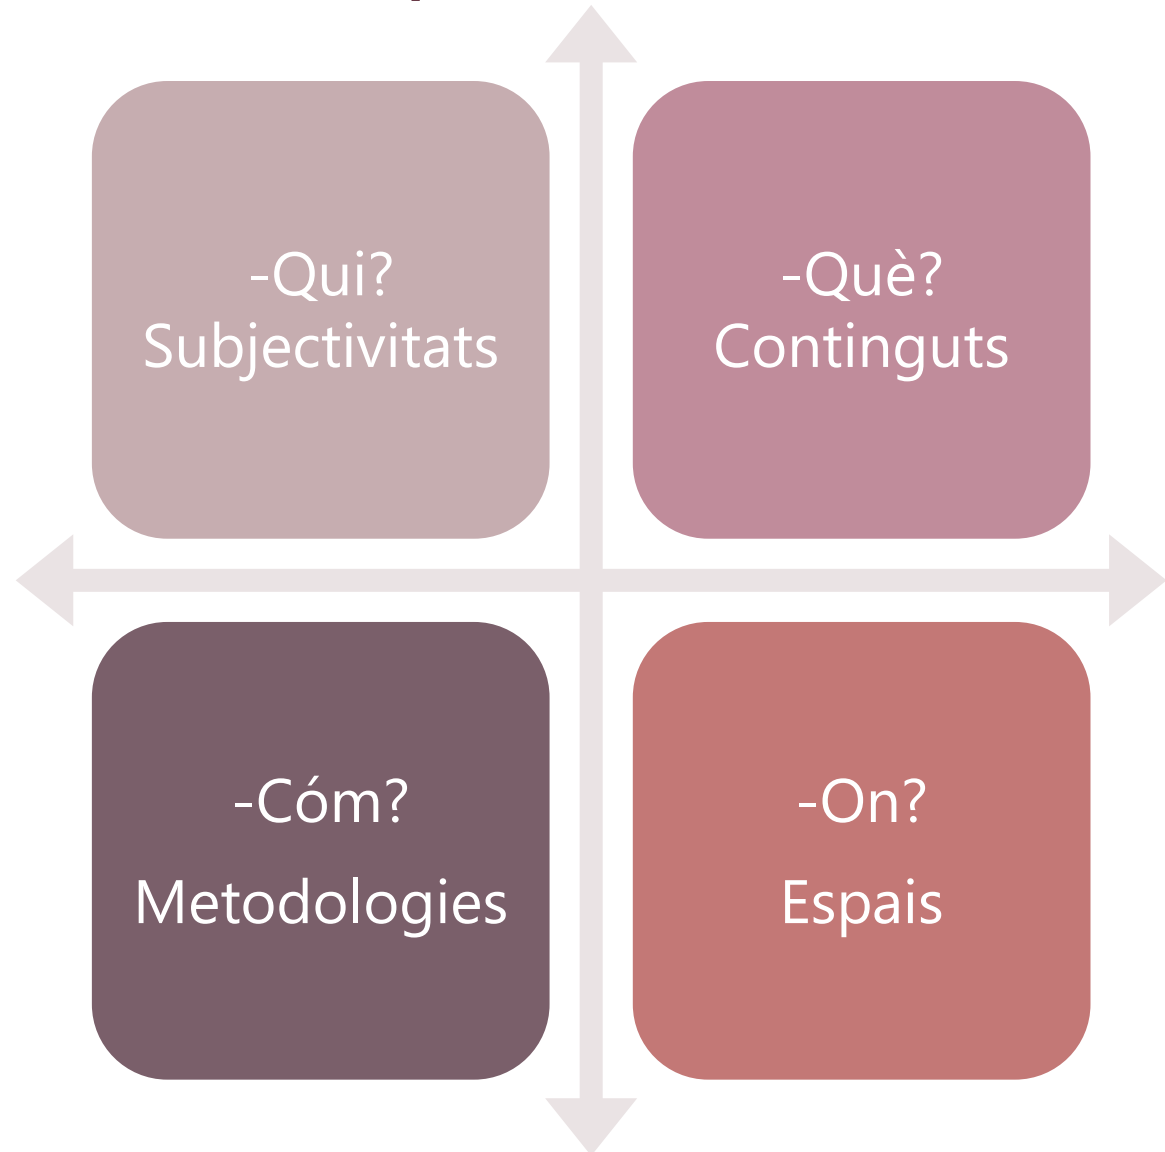 -Qui?
Subjectivitats
-Què?
Continguts
-Cóm?
Metodologies
-On?
Espais